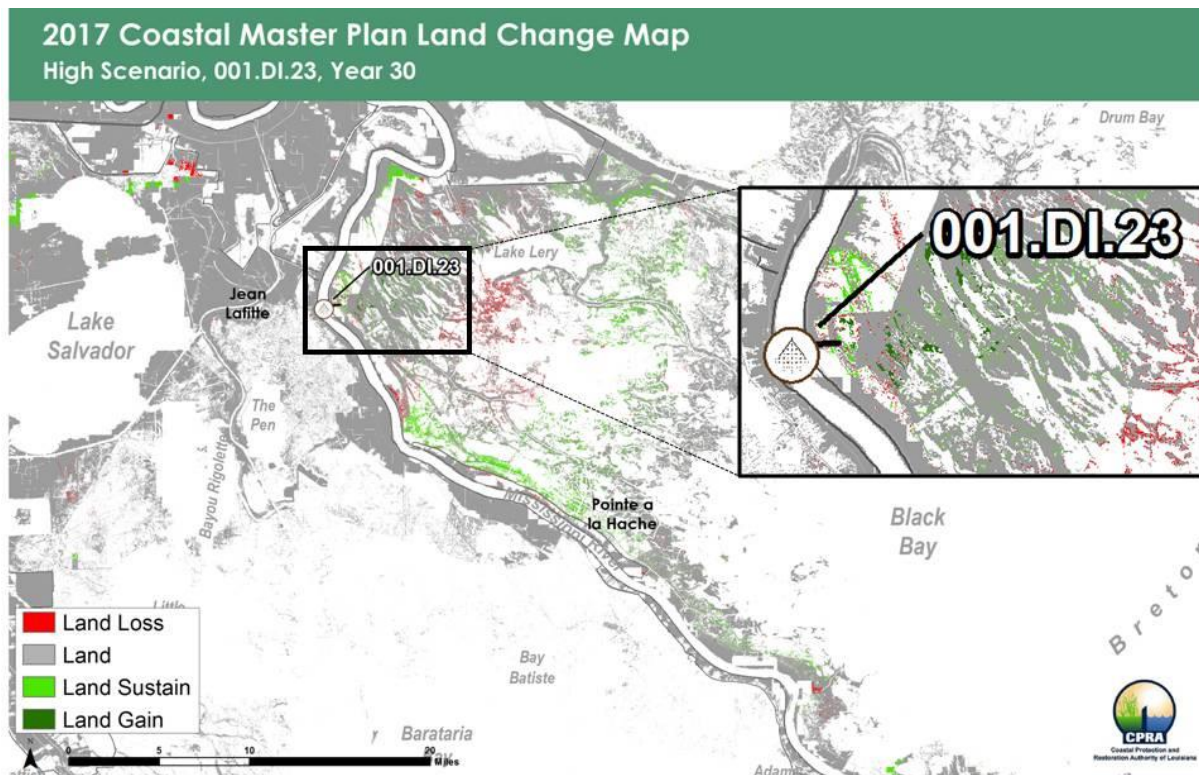 2017 Coastal Master Plan Land Change Map
High Scenario, 001.DI.23, Year 30
Drum Bay
001.DI.23
001.DI.23
Lake Lery
Jean
Lafitte
Lake
Salvador
The
Pen
Bayou Rigolette
Mississippi River
Pointe a
la Hache
Black
Bay
Breto
Little
Bay
Batiste
Barataria
Bay
Land Loss
Land
Land Sustain
Land Gain
N
0 5 10 20
Miles
CPRA
Coastal Protection and
Restoration Authority of Louisiana